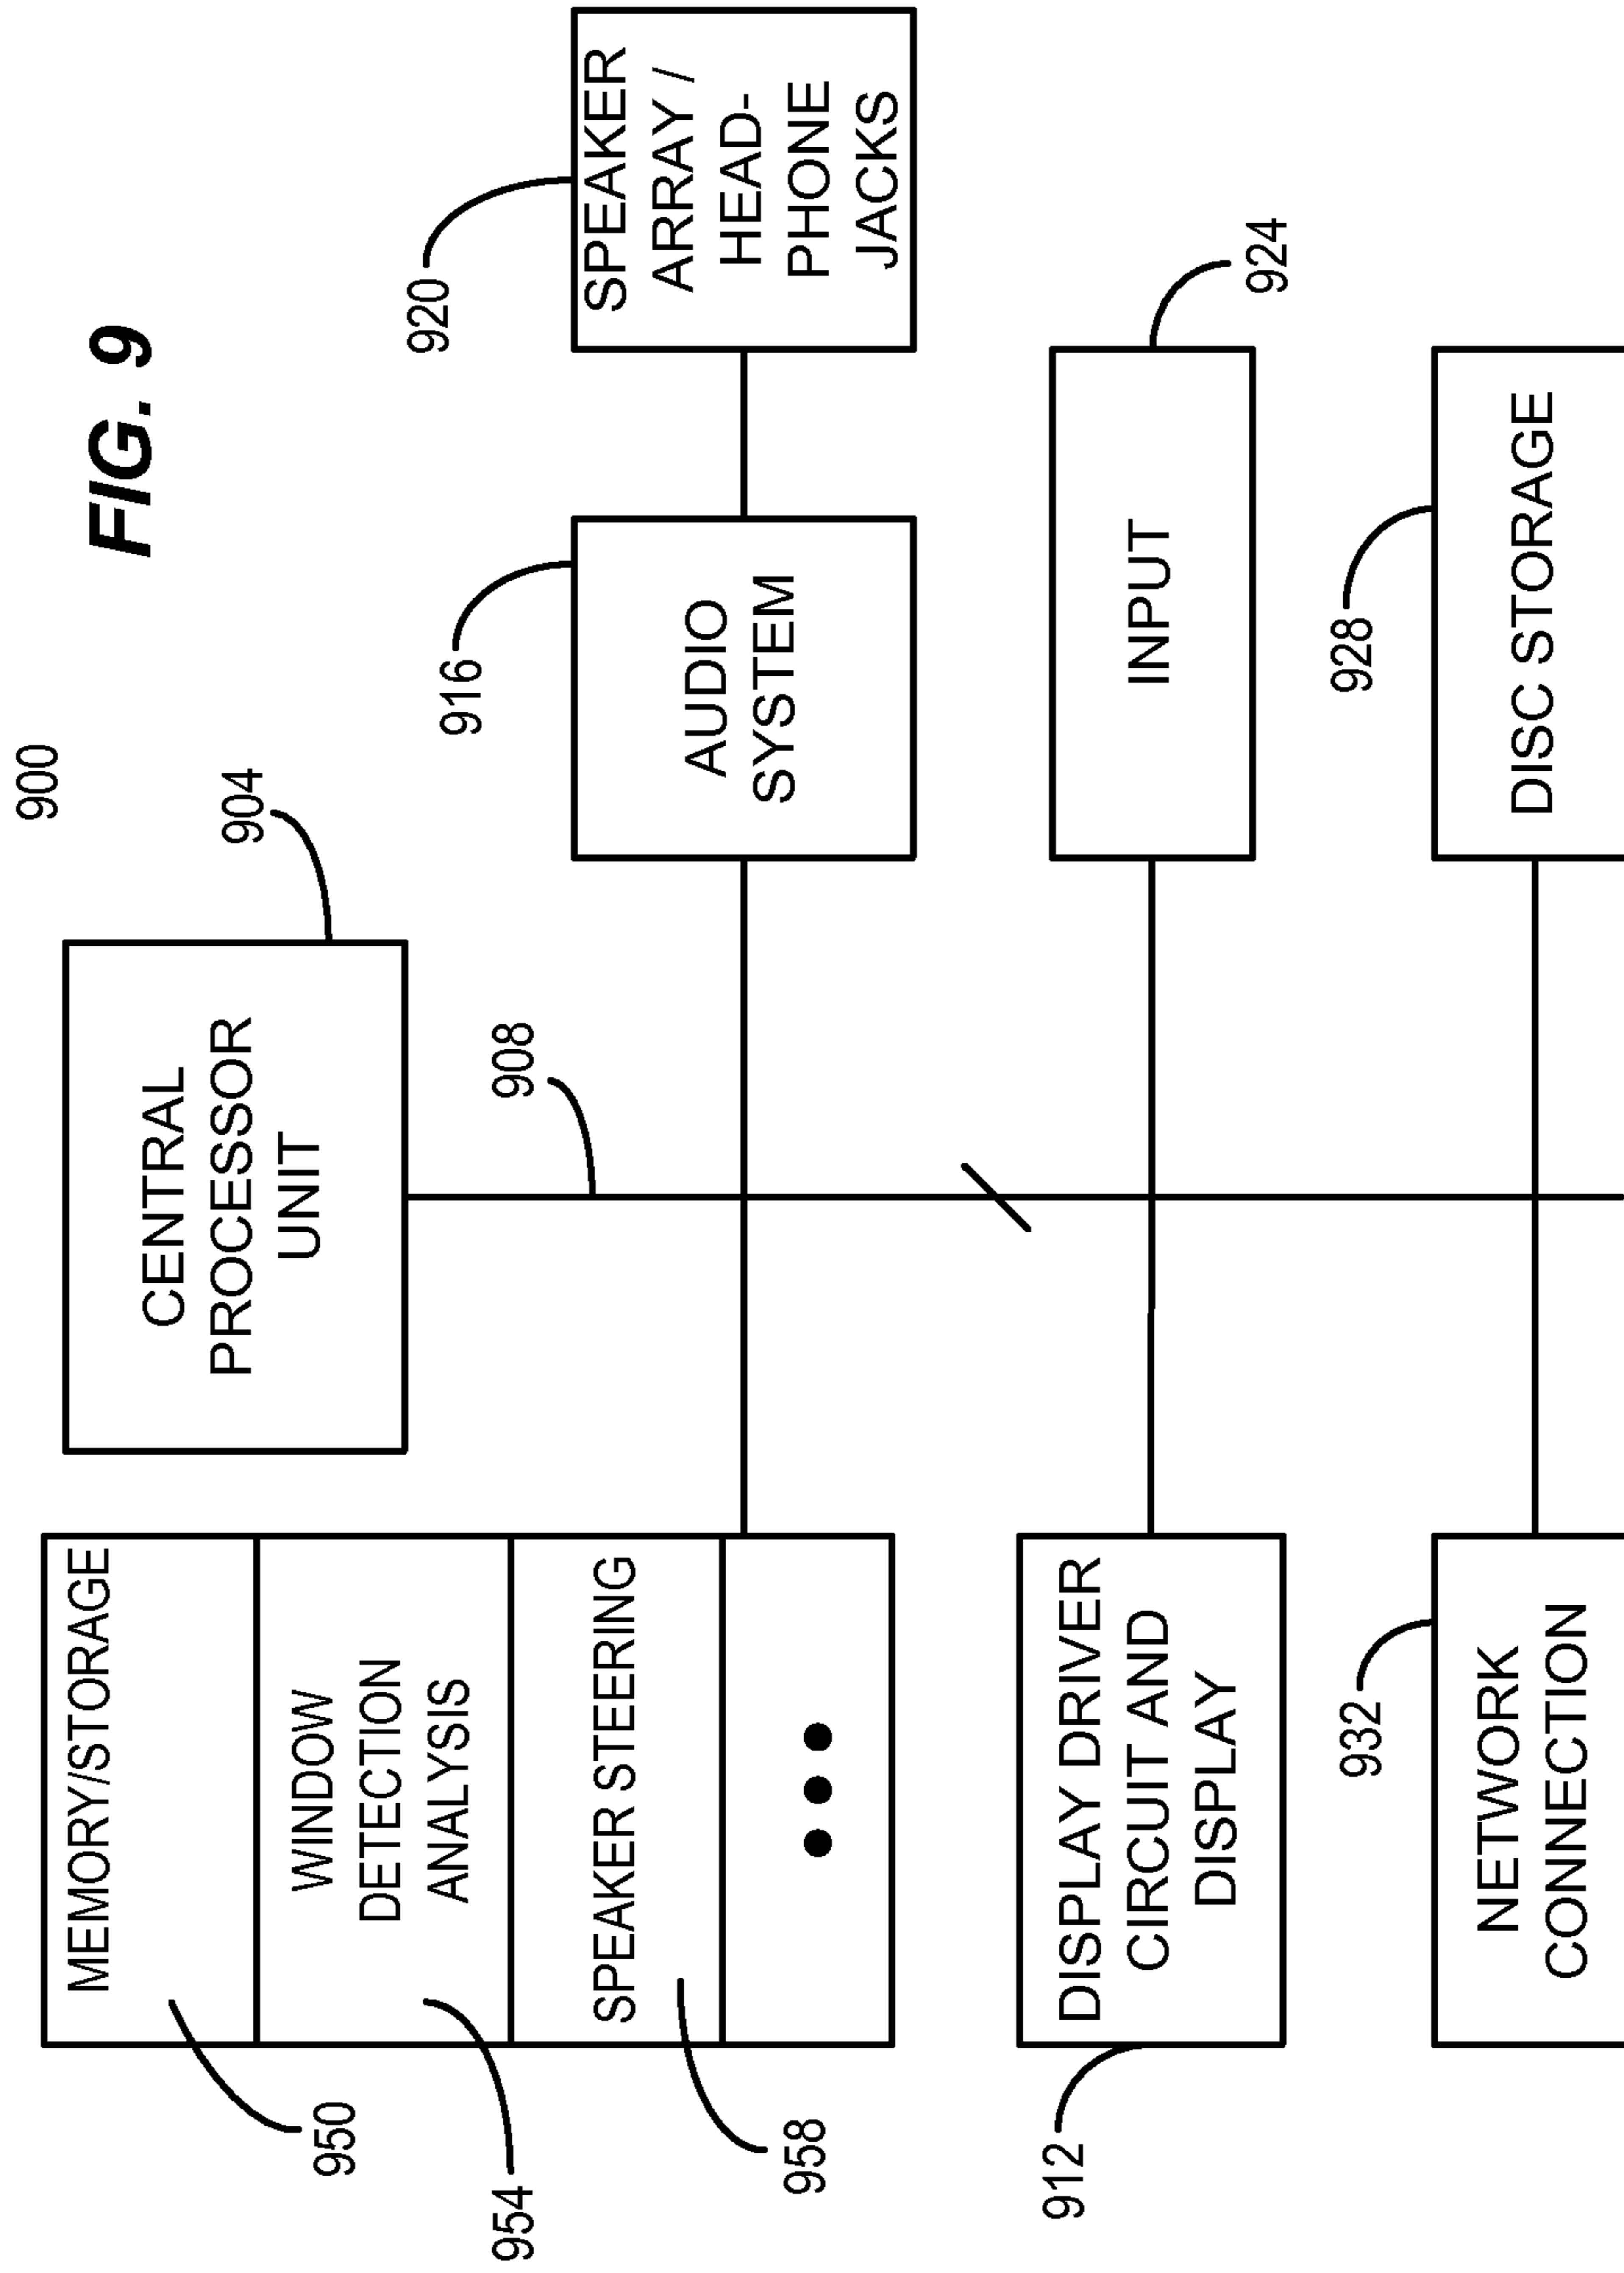 FIG. 9
900
904
CENTRAL
PROCESSOR
UNIT
908
MEMORY/STORAGE
950
WINDOW
DETECTION
ANALYSIS
954
SPEAKER STEERING
958
916
AUDIO
SYSTEM
920
SPEAKER
ARRAY /
HEAD-
PHONE
JACKS
912
DISPLAY DRIVER
CIRCUIT AND
DISPLAY
INPUT
924
932
NETWORK
CONNECTION
928
DISC STORAGE